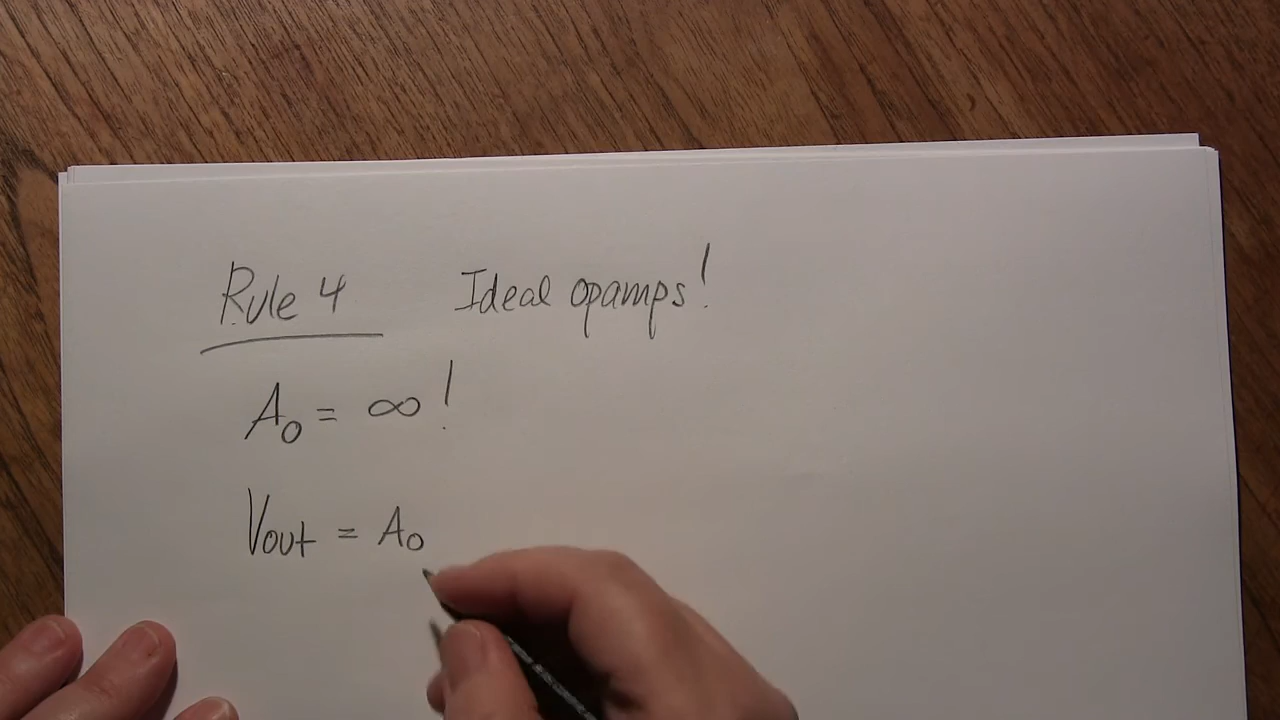 Rule 4 Ideal opamps!
A₀ = ∞!
Vout = A₀